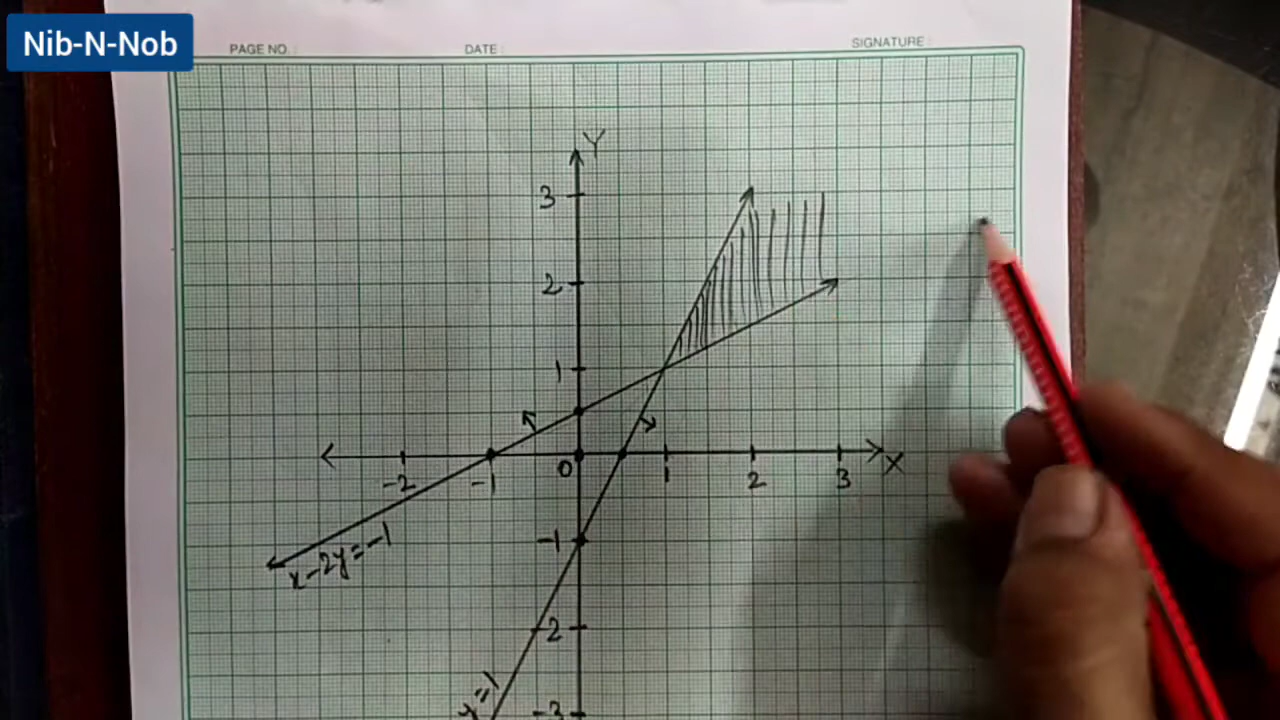 Nib-N-Nob
PAGE NO. :
DATE :
SIGNATURE :
Y
3
2
1
-2 -1 0 1 2 3 X
-1
x-2y=-1
-2
-3